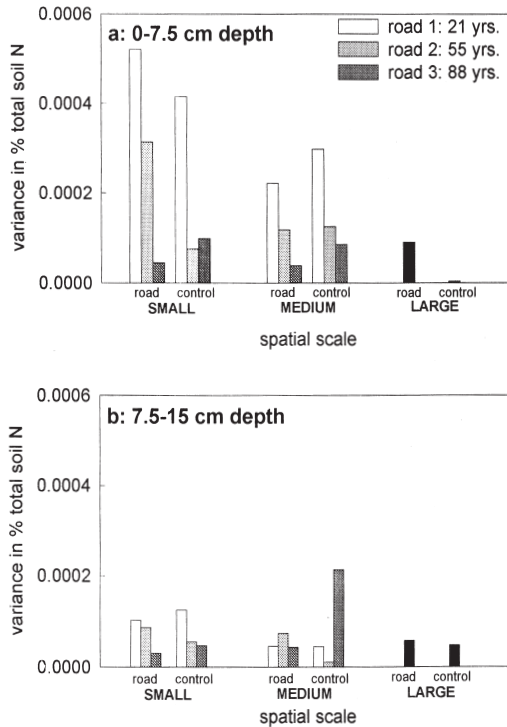 a: 0-7.5 cm depth
road 1: 21 yrs.
road 2: 55 yrs.
road 3: 88 yrs.
variance in % total soil N
0.0006
0.0004
0.0002
0.0000
road control road control road control
SMALL MEDIUM LARGE
spatial scale
b: 7.5-15 cm depth
variance in % total soil N
0.0006
0.0004
0.0002
0.0000
road control road control road control
SMALL MEDIUM LARGE
spatial scale